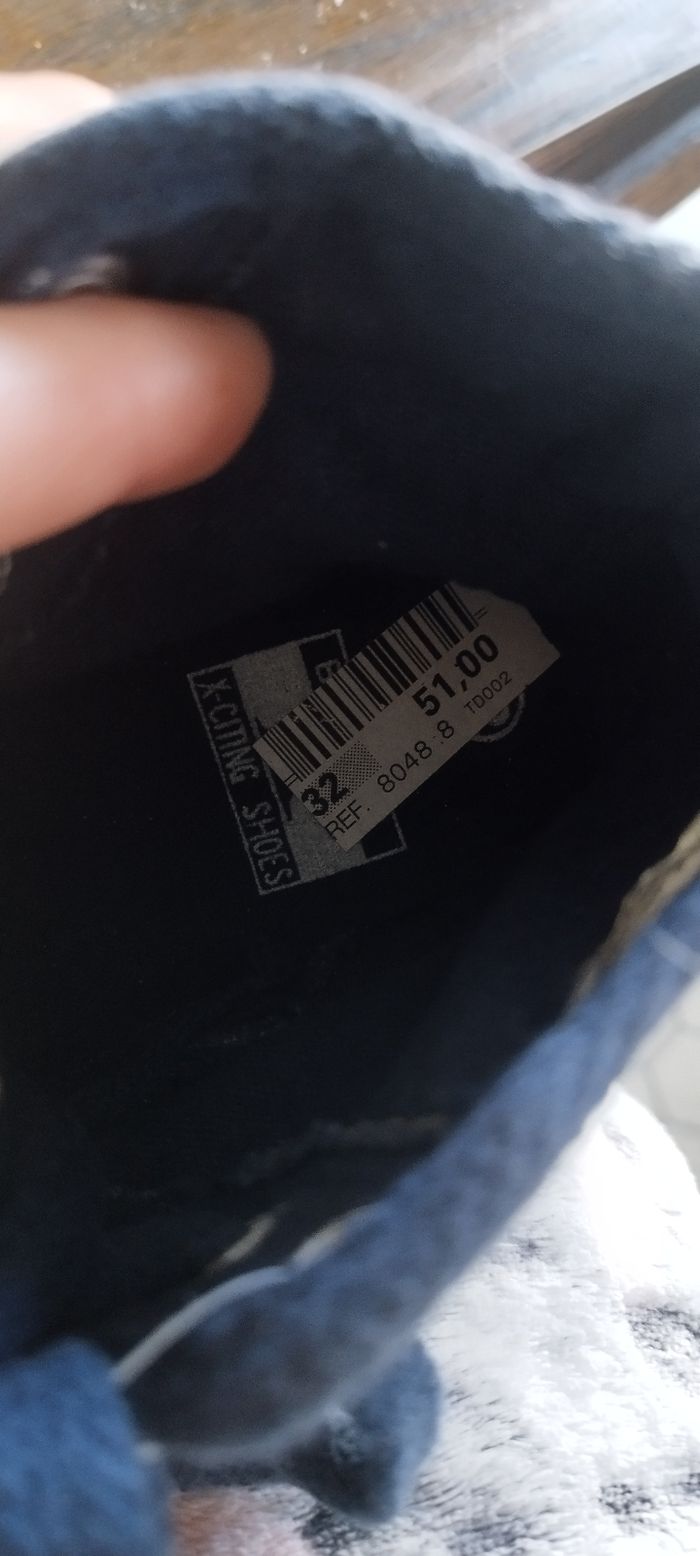 X-CITING SHOES
51,00
32
REF. 8048 8 TD002